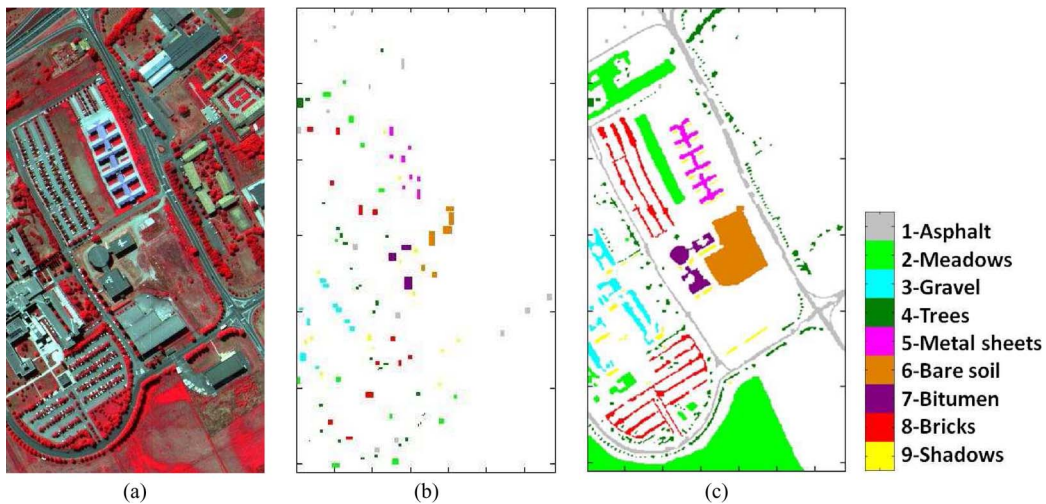 1-Asphalt
2-Meadows
3-Gravel
4-Trees
5-Metal sheets
6-Bare soil
7-Bitumen
8-Bricks
9-Shadows
(a)
(b)
(c)